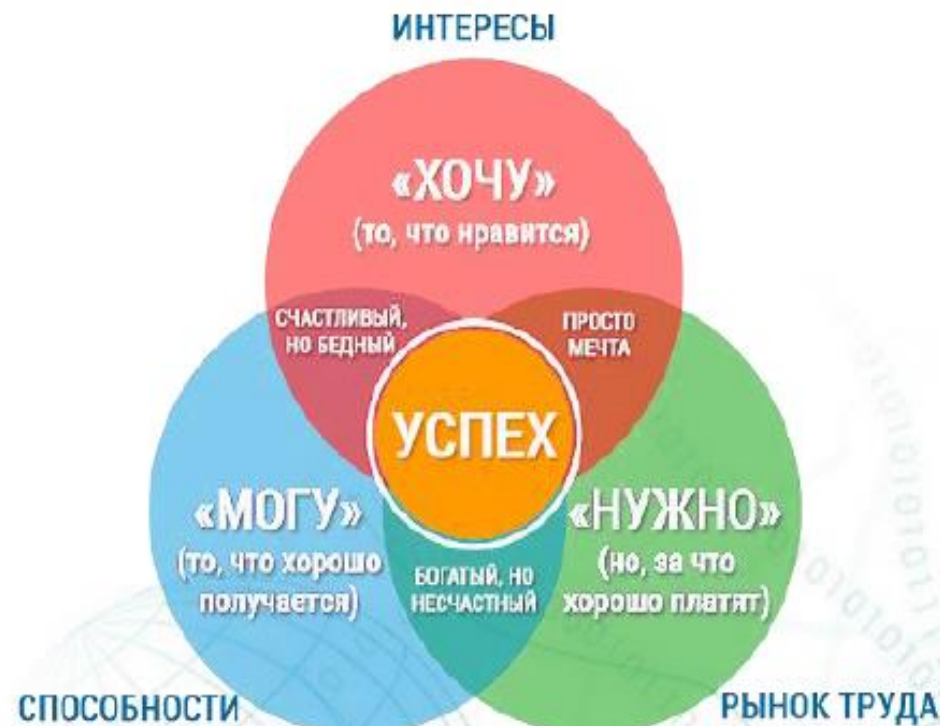 ИНТЕРЕСЫ
«ХОЧУ»
(то, что нравится)
СЧАСТЛИВЫЙ,
НО БЕДНЫЙ
ПРОСТО
МЕЧТА
УСПЕХ
«МОГУ»
(то, что хорошо
получается)
«НУЖНО»
(но, за что
хорошо платят)
БОГАТЫЙ, НО
НЕСЧАСТНЫЙ
СПОСОБНОСТИ
РЫНОК ТРУДА